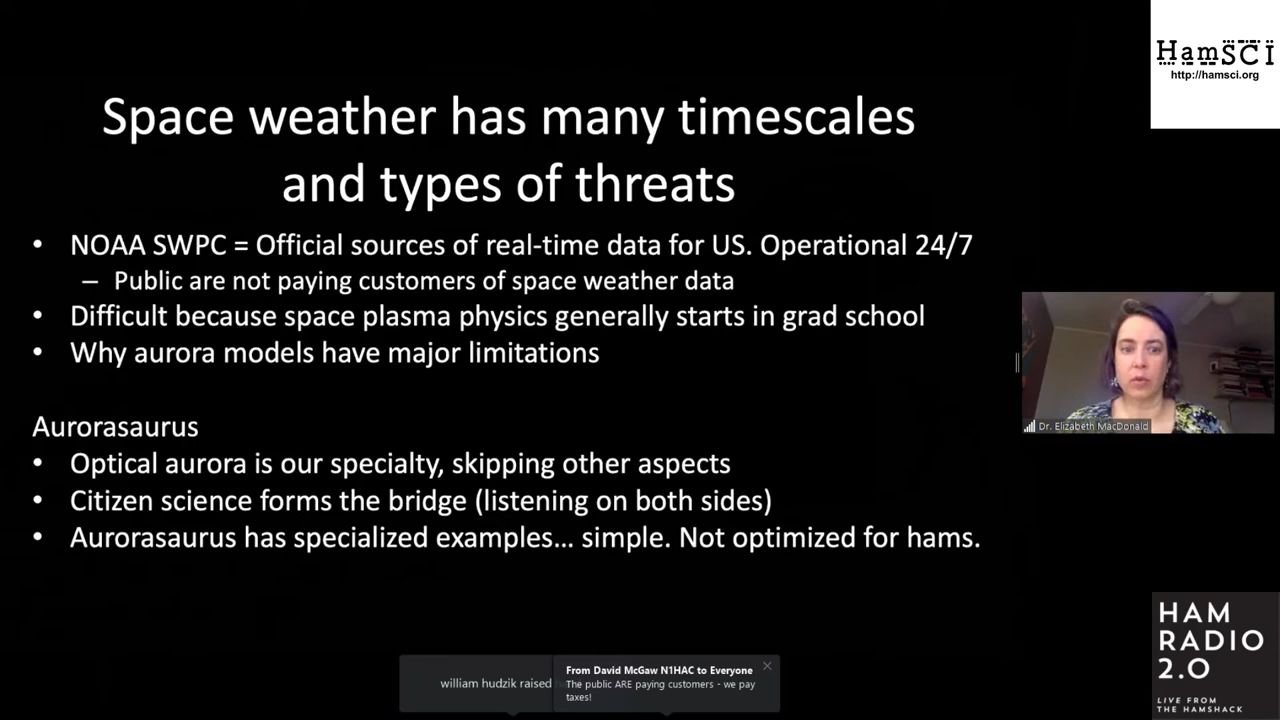 Space weather has many timescales
and types of threats
• NOAA SWPC = Official sources of real-time data for US. Operational 24/7
– Public are not paying customers of space weather data
• Difficult because space plasma physics generally starts in grad school
• Why aurora models have major limitations
Aurorasaurus
• Optical aurora is our specialty, skipping other aspects
• Citizen science forms the bridge (listening on both sides)
• Aurorasaurus has specialized examples… simple. Not optimized for hams.
HamSCI
http://hamsci.org
Dr. Elizabeth MacDonald
william hudzik raised
From David McGaw N1HAC to Everyone
The public ARE paying customers - we pay
taxes!
HAM
RADIO
2.0
LIVE FROM
THE HAMSHACK